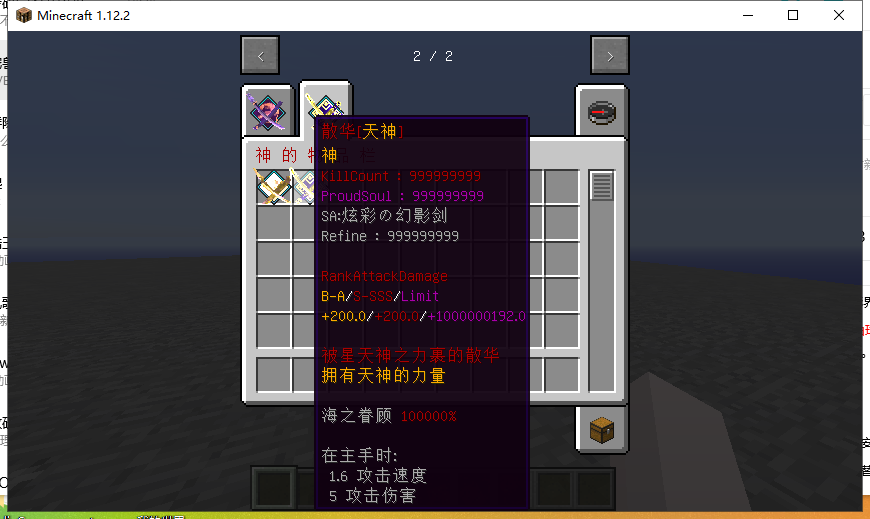 Minecraft 1.12.2
< 2 / 2 >
散华[天神]
神
神 的
KillCount : 999999999
ProudSoul : 999999999
SA:炫彩の幻影剑
Refine : 999999999
RankAttackDamage
B-A/S-SSS/Limit
+200.0/+200.0/+1000000192.0
被星天神之力裹的散华
拥有天神的力量
海之眷顾 100000%
在主手时:
1.6 攻击速度
5 攻击伤害